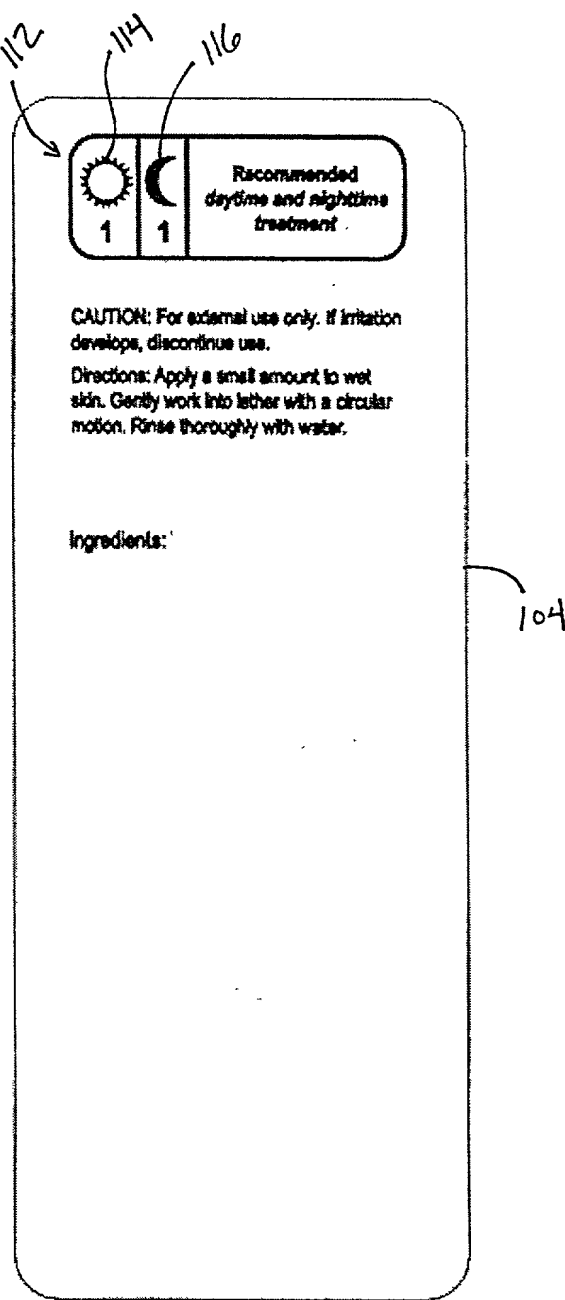 112 114 116
Recommended
daytime and nighttime
treatment
1 1
CAUTION: For external use only. If irritation
develops, discontinue use.
Directions: Apply a small amount to wet
skin. Gently work into lather with a circular
motion. Rinse thoroughly with water.
Ingredients:
104